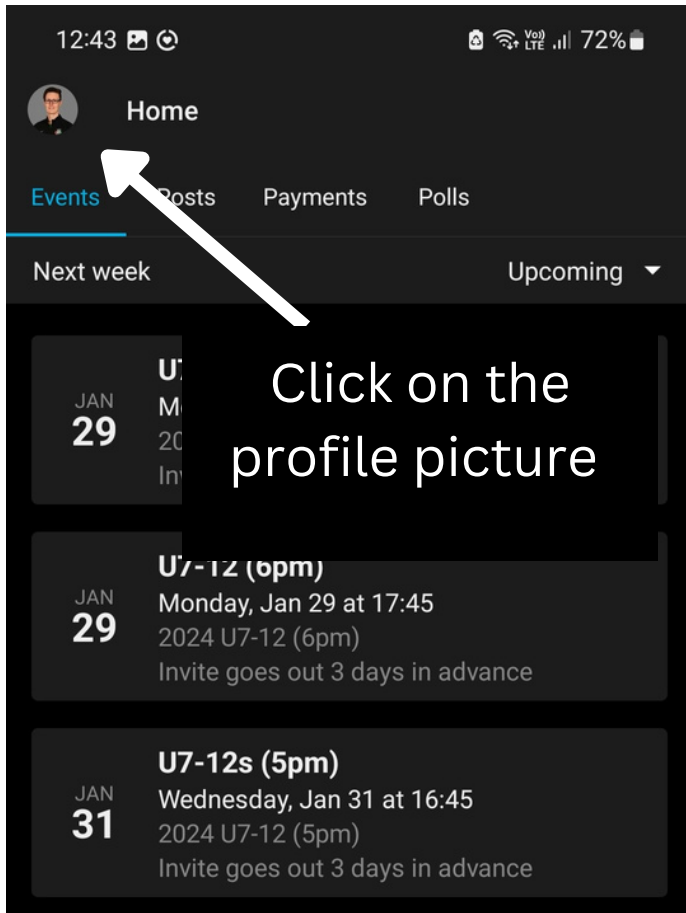 12:43
Vo)) LTE 72%
Home
Events Posts Payments Polls
Next week Upcoming
JAN
29
Click on the
profile picture
U7-12 (6pm)
JAN
29
Monday, Jan 29 at 17:45
2024 U7-12 (6pm)
Invite goes out 3 days in advance
U7-12s (5pm)
JAN
31
Wednesday, Jan 31 at 16:45
2024 U7-12 (5pm)
Invite goes out 3 days in advance